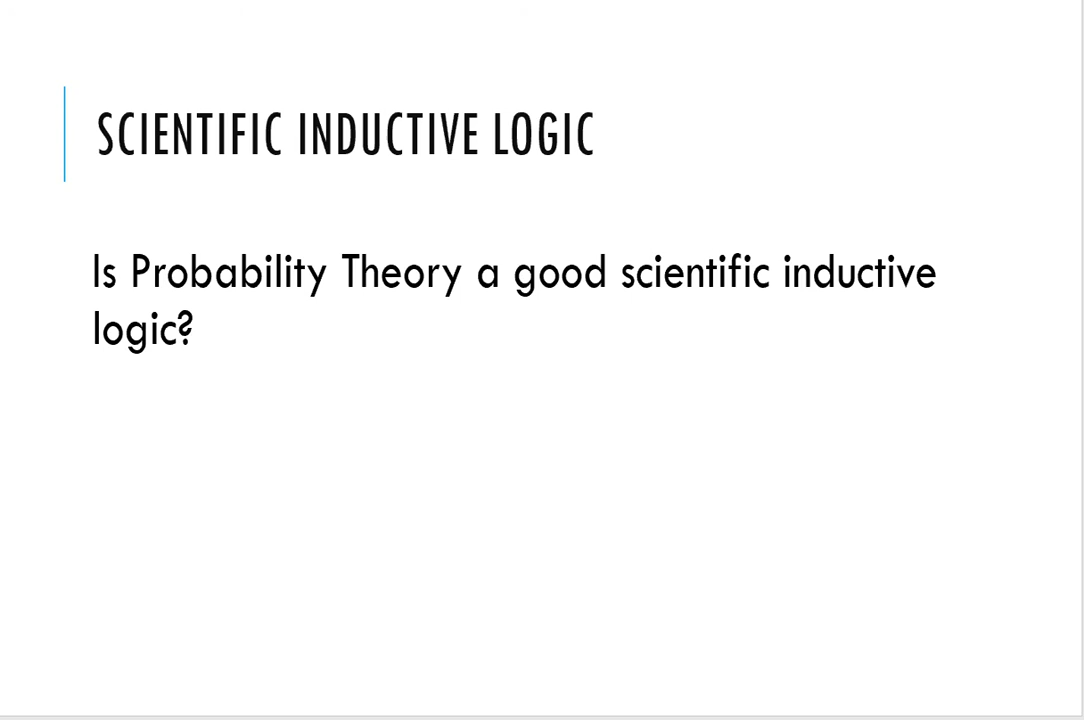 SCIENTIFIC INDUCTIVE LOGIC
Is Probability Theory a good scientific inductive
logic?